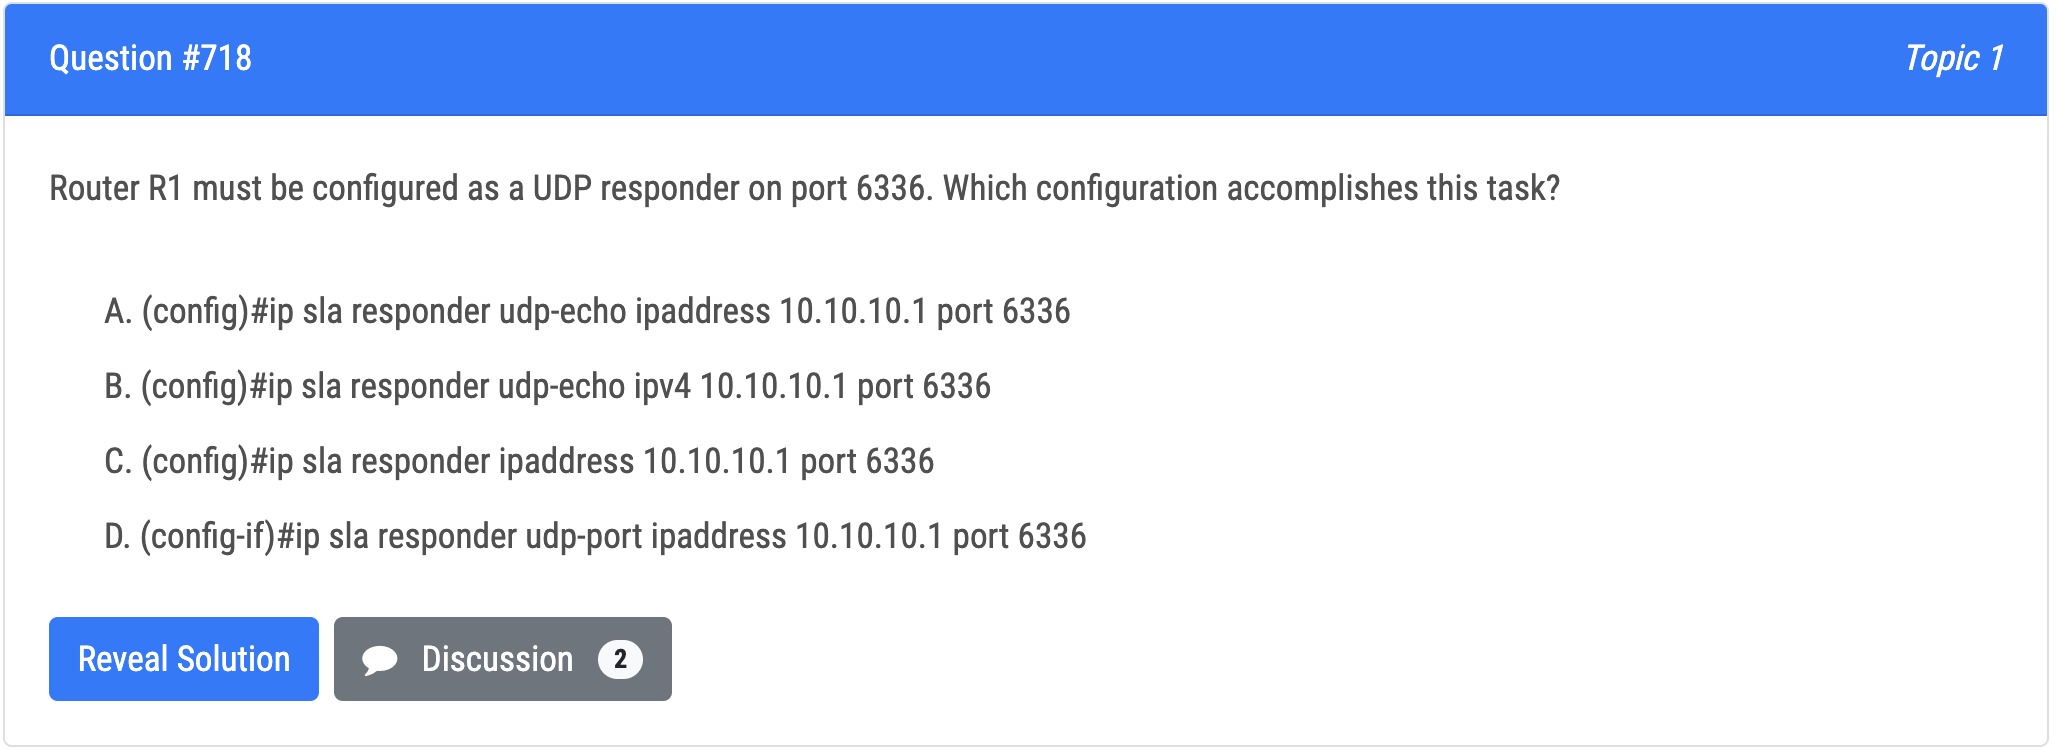 Question #718
Topic 1
Router R1 must be configured as a UDP responder on port 6336. Which configuration accomplishes this task?
A. (config)#ip sla responder udp-echo ipaddress 10.10.10.1 port 6336
B. (config)#ip sla responder udp-echo ipv4 10.10.10.1 port 6336
C. (config)#ip sla responder ipaddress 10.10.10.1 port 6336
D. (config-if)#ip sla responder udp-port ipaddress 10.10.10.1 port 6336
Reveal Solution
Discussion 2